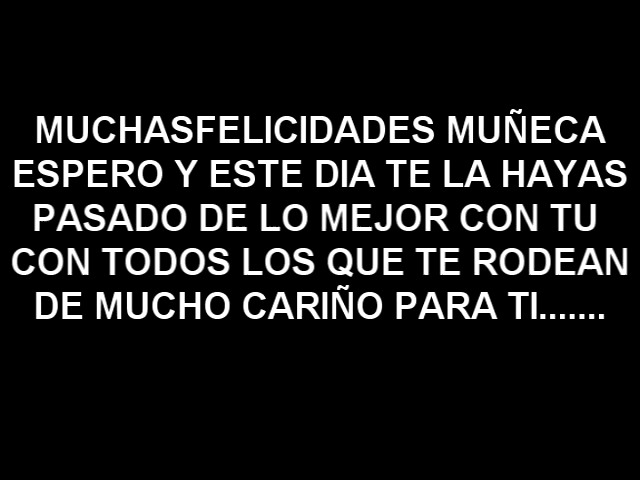 MUCHASFELICIDADES MUÑECA
ESPERO Y ESTE DIA TE LA HAYAS
PASADO DE LO MEJOR CON TU
CON TODOS LOS QUE TE RODEAN
DE MUCHO CARIÑO PARA TI.......